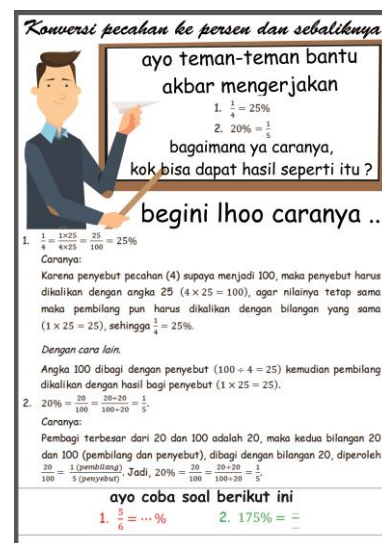 Konversi pecahan ke persen dan sebaliknya
ayo teman-teman bantu
akbar mengerjakan
1. 1/4 = 25%
2. 20% = 1/5
bagaimana ya caranya,
kok bisa dapat hasil seperti itu ?
begini lhoo caranya ..
1. 1/4 = 1×25/4×25 = 25/100 = 25%
Caranya:
Karena penyebut pecahan (4) supaya menjadi 100, maka penyebut harus
dikalikan dengan angka 25 (4 × 25 = 100), agar nilainya tetap sama
maka pembilang pun harus dikalikan dengan bilangan yang sama
(1 × 25 = 25), sehingga 1/4 = 25%.
Dengan cara lain.
Angka 100 dibagi dengan penyebut (100 ÷ 4 = 25) kemudian pembilang
dikalikan dengan hasil bagi penyebut (1 × 25 = 25).
2. 20% = 20/100 = 20÷20/100÷20 = 1/5.
Caranya:
Pembagi terbesar dari 20 dan 100 adalah 20, maka kedua bilangan 20
dan 100 (pembilang dan penyebut), dibagi dengan bilangan 20, diperoleh
20/100 = 1 (pembilang)/5 (penyebut). Jadi, 20% = 20/100 = 20÷20/100÷20 = 1/5.
ayo coba soal berikut ini
1. 5/6 = ⋯ %
2. 175% = –